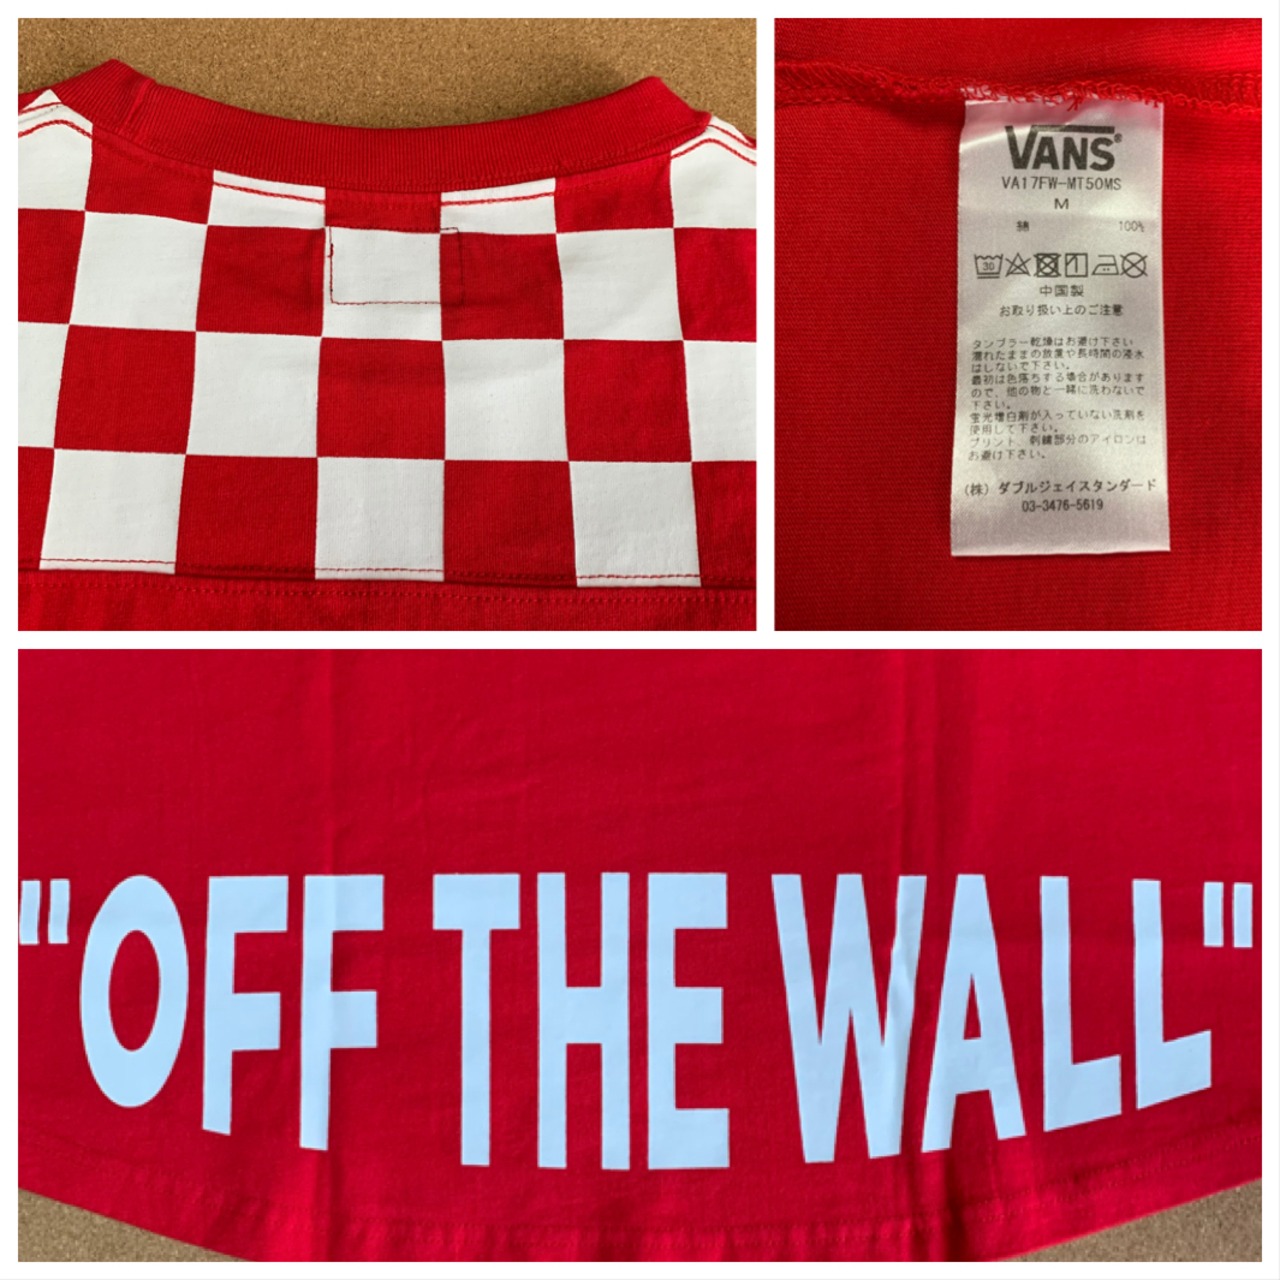 VANS®
VA17FW-MT50MS
M
綿 100%
30
中国製
お取り扱い上のご注意
タンブラー乾燥はお避け下さい
濡れたままの放置や長時間の浸水
はしないで下さい。
最初は色落ちする場合があります
ので、他の物と一緒に洗わないで
下さい。
蛍光増白剤が入っていない洗剤を
使用して下さい。
プリント、刺繍部分のアイロンは
お避け下さい。
(株) ダブルジェイスタンダード
03-3476-5619
"OFF THE WALL"